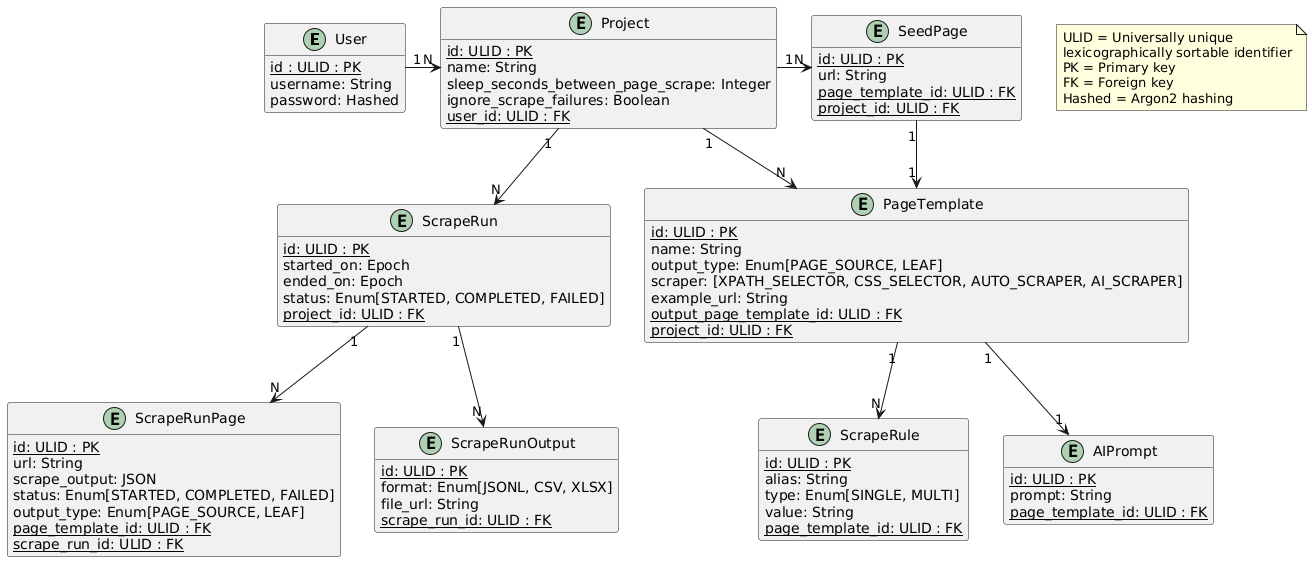 E User
id : ULID : PK
username: String
password: Hashed
1 N
E Project
id: ULID : PK
name: String
sleep_seconds_between_page_scrape: Integer
ignore_scrape_failures: Boolean
user_id: ULID : FK
1 N
E SeedPage
id: ULID : PK
url: String
page_template_id: ULID : FK
project_id: ULID : FK
ULID = Universally unique
lexicographically sortable identifier
PK = Primary key
FK = Foreign key
Hashed = Argon2 hashing
1
N
1
N
1
1
E ScrapeRun
id: ULID : PK
started_on: Epoch
ended_on: Epoch
status: Enum[STARTED, COMPLETED, FAILED]
project_id: ULID : FK
E PageTemplate
id: ULID : PK
name: String
output_type: Enum[PAGE_SOURCE, LEAF]
scraper: [XPATH_SELECTOR, CSS_SELECTOR, AUTO_SCRAPER, AI_SCRAPER]
example_url: String
output_page_template_id: ULID : FK
project_id: ULID : FK
1
N
1
N
1
N
1
1
E ScrapeRunPage
id: ULID : PK
url: String
scrape_output: JSON
status: Enum[STARTED, COMPLETED, FAILED]
output_type: Enum[PAGE_SOURCE, LEAF]
page_template_id: ULID : FK
scrape_run_id: ULID : FK
E ScrapeRunOutput
id: ULID : PK
format: Enum[JSONL, CSV, XLSX]
file_url: String
scrape_run_id: ULID : FK
E ScrapeRule
id: ULID : PK
alias: String
type: Enum[SINGLE, MULTI]
value: String
page_template_id: ULID : FK
E AIPrompt
id: ULID : PK
prompt: String
page_template_id: ULID : FK